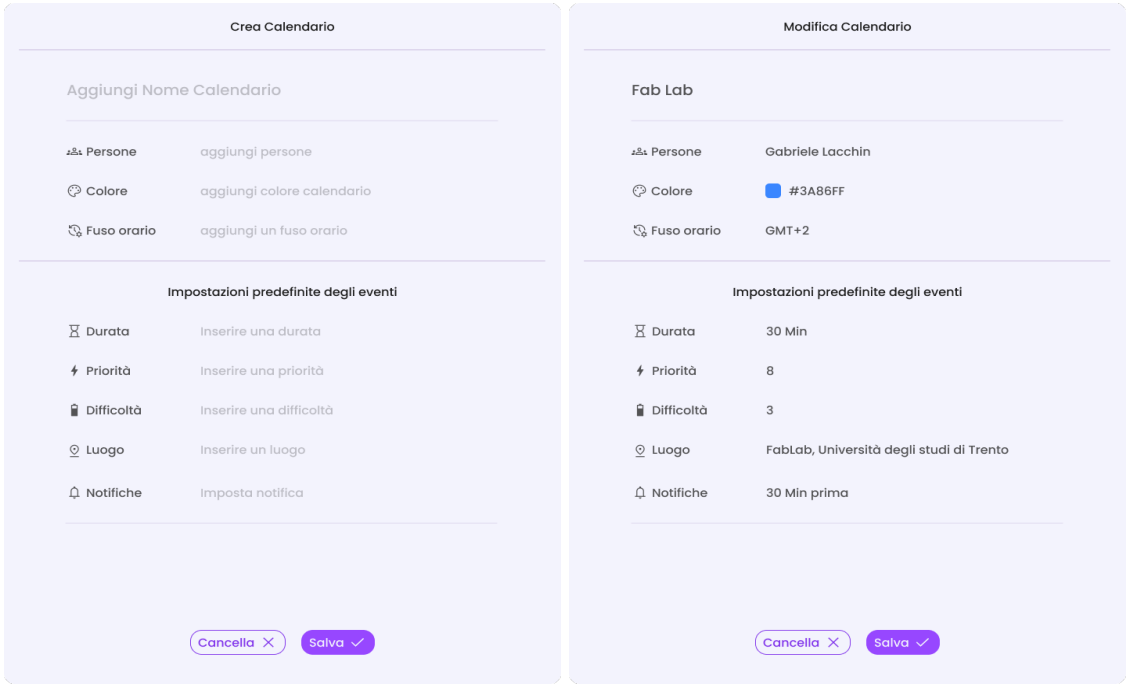 Crea Calendario
Aggiungi Nome Calendario
Persone aggiungi persone
Colore aggiungi colore calendario
Fuso orario aggiungi un fuso orario
Impostazioni predefinite degli eventi
Durata Inserire una durata
Priorità Inserire una priorità
Difficoltà Inserire una difficoltà
Luogo Inserire un luogo
Notifiche Imposta notifica
Cancella Salva
Modifica Calendario
Fab Lab
Persone Gabriele Lacchin
Colore #3A86FF
Fuso orario GMT+2
Impostazioni predefinite degli eventi
Durata 30 Min
Priorità 8
Difficoltà 3
Luogo FabLab, Università degli studi di Trento
Notifiche 30 Min prima
Cancella Salva